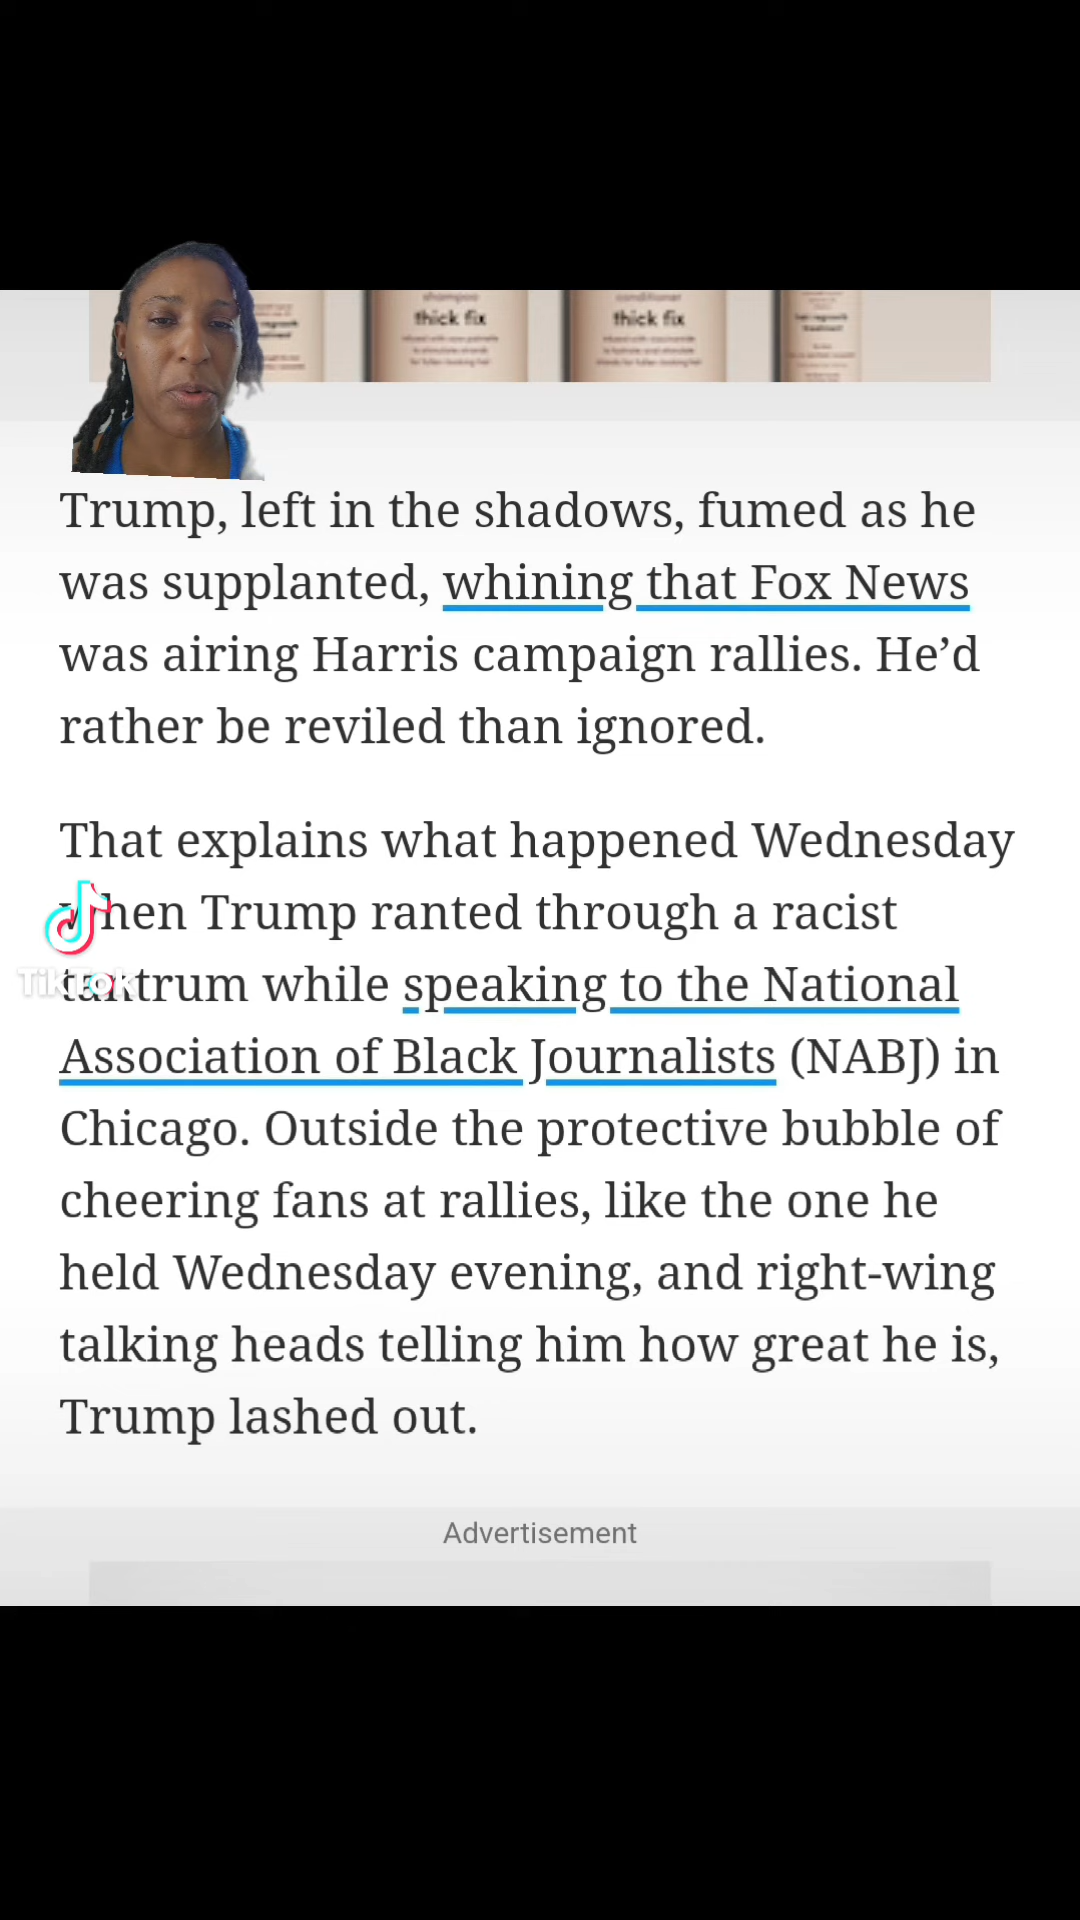 shampoo
thick fix
conditioner
thick fix
Trump, left in the shadows, fumed as he
was supplanted, whining that Fox News
was airing Harris campaign rallies. He’d
rather be reviled than ignored.
That explains what happened Wednesday
when Trump ranted through a racist
tantrum while speaking to the National
Association of Black Journalists (NABJ) in
Chicago. Outside the protective bubble of
cheering fans at rallies, like the one he
held Wednesday evening, and right-wing
talking heads telling him how great he is,
Trump lashed out.
TikTok
Advertisement